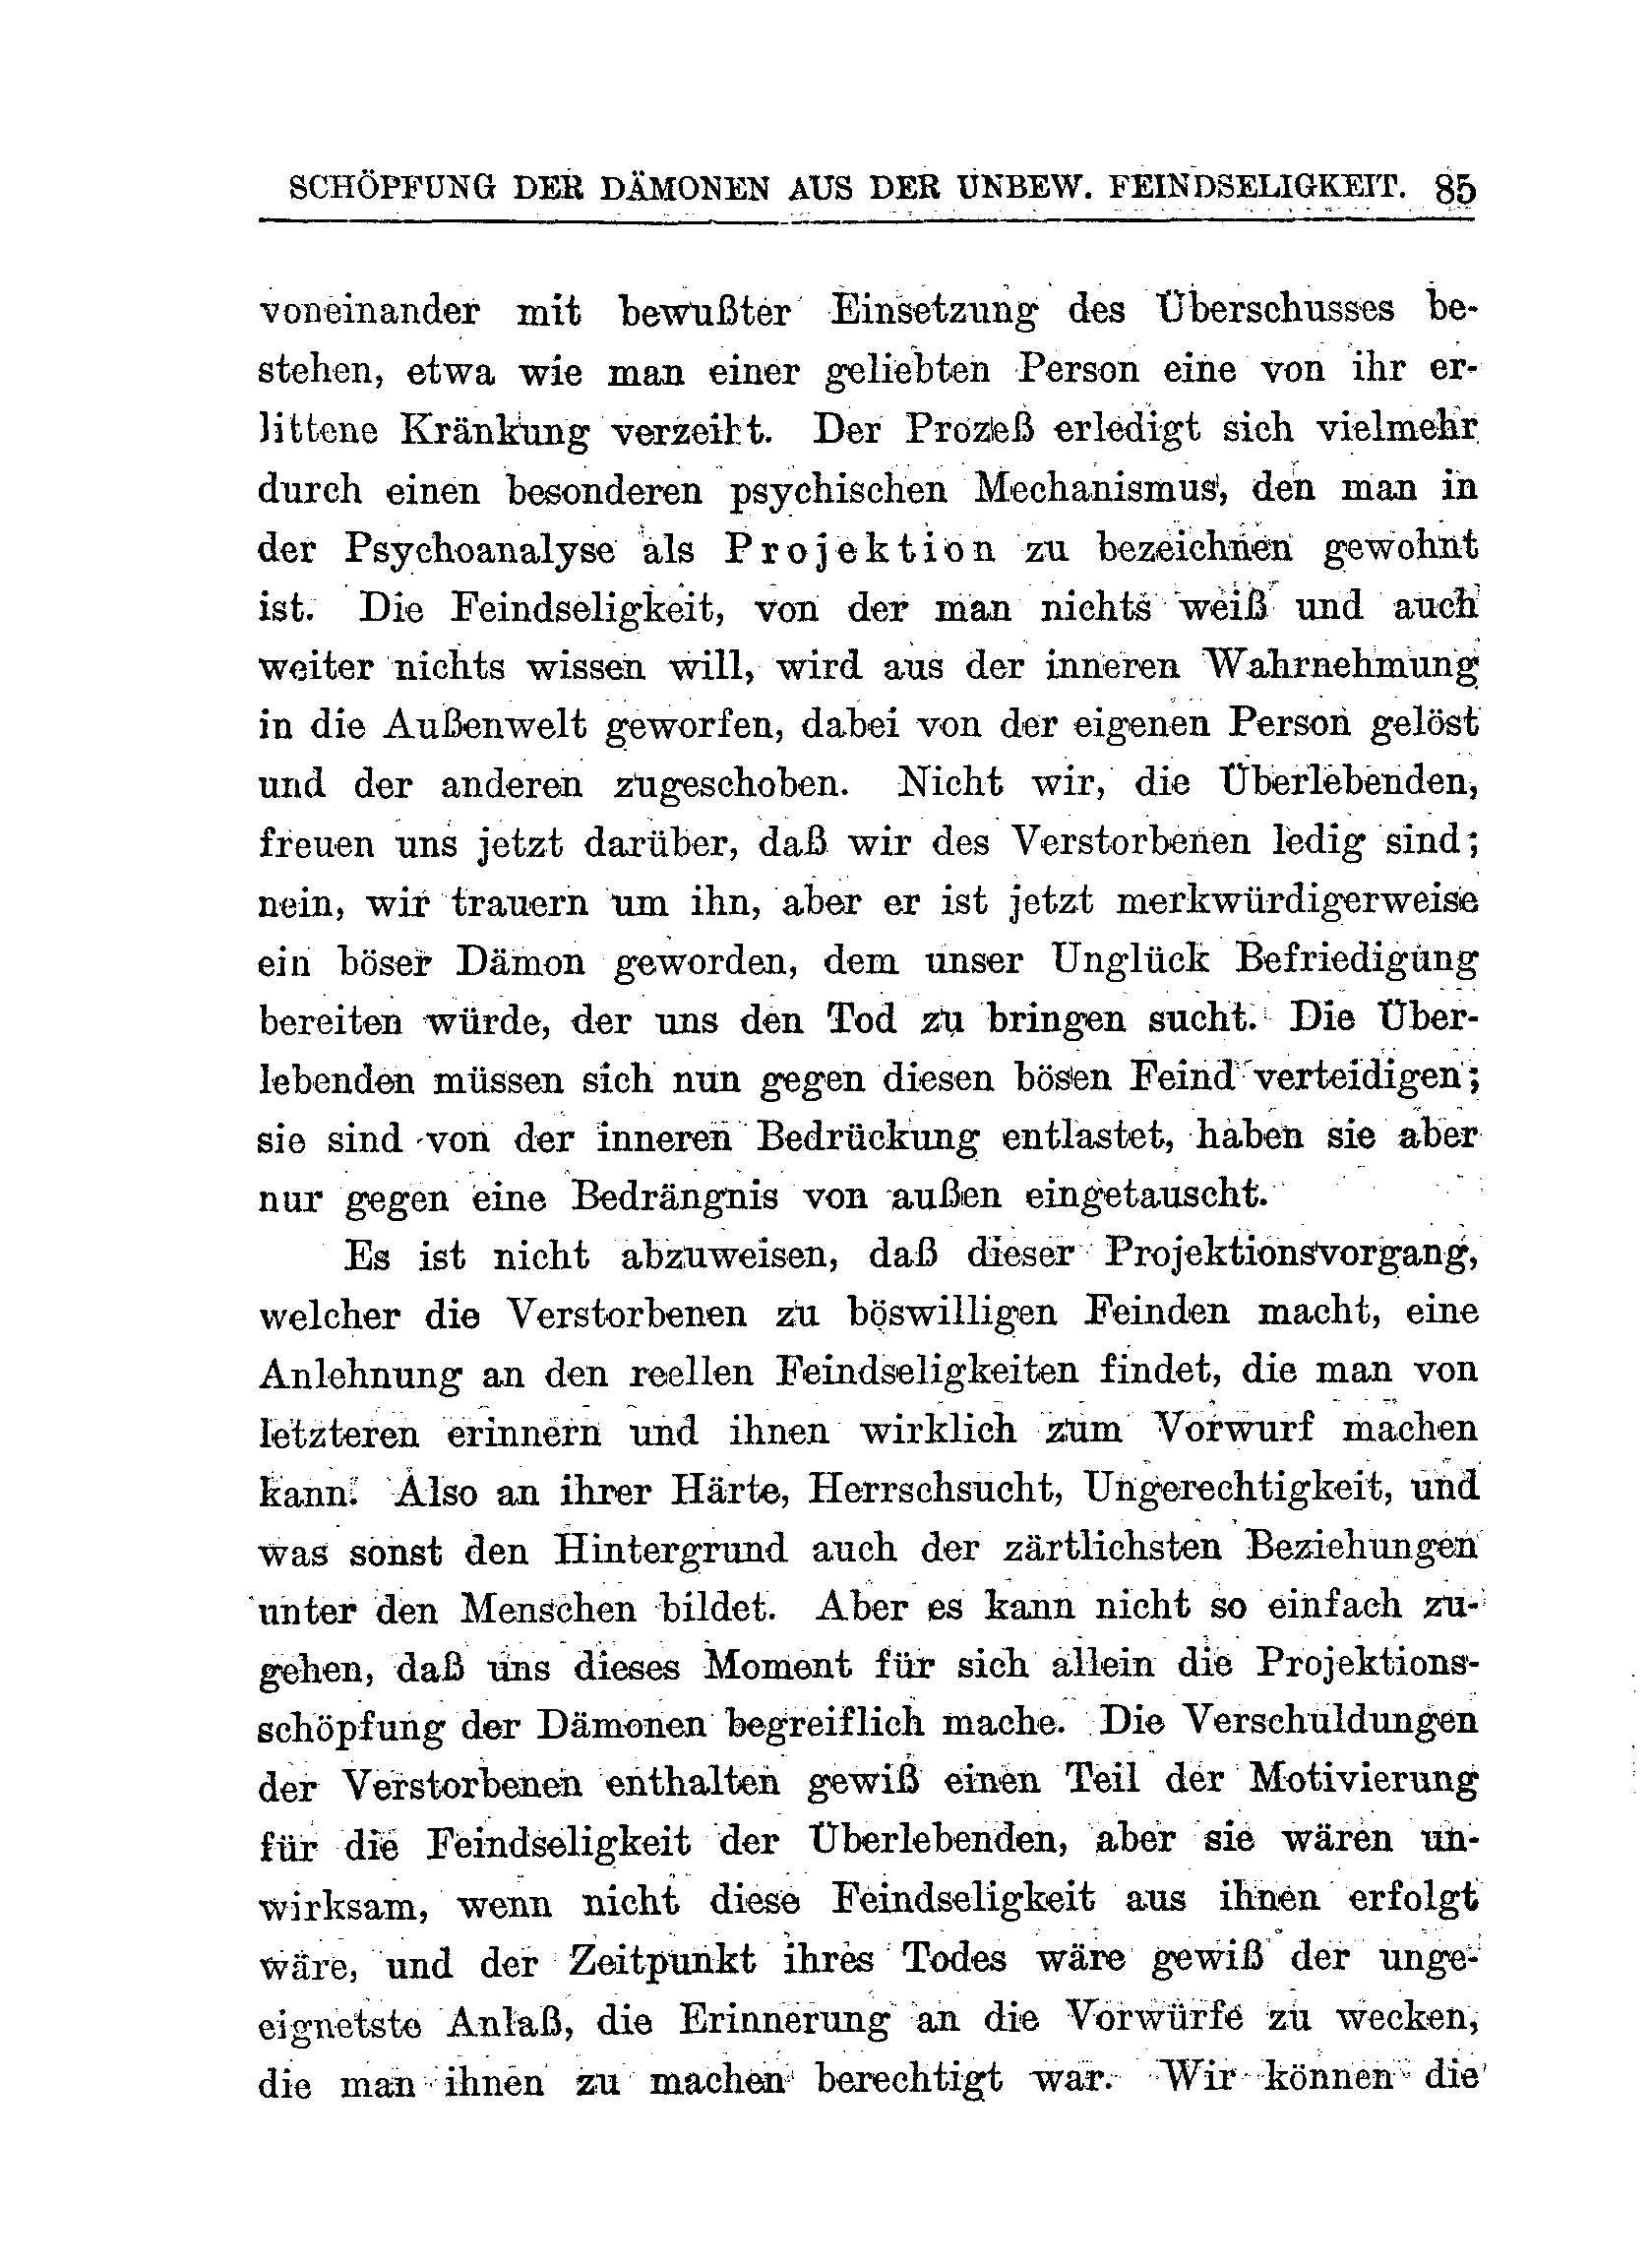 SCHÖPFUNG DER DÄMONEN AUS DER UNBEW. FEINDSELIGKEIT. 85
voneinander mit bewußter Einsetzung des Überschusses be-
stehen, etwa wie man einer geliebten Person eine von ihr er-
littene Kränkung verzeiht. Der Prozeß erledigt sich vielmehr
durch einen besonderen psychischen Mechanismus, den man in
der Psychoanalyse als Projektion zu bezeichnen gewohnt
ist. Die Feindseligkeit, von der man nichts weiß und auch
weiter nichts wissen will, wird aus der inneren Wahrnehmung
in die Außenwelt geworfen, dabei von der eigenen Person gelöst
und der anderen zugeschoben. Nicht wir, die Überlebenden,
freuen uns jetzt darüber, daß wir des Verstorbenen ledig sind;
nein, wir trauern um ihn, aber er ist jetzt merkwürdigerweise
ein böser Dämon geworden, dem unser Unglück Befriedigung
bereiten würde, der uns den Tod zu bringen sucht. Die Über-
lebenden müssen sich nun gegen diesen bösen Feind verteidigen;
sie sind von der inneren Bedrückung entlastet, haben sie aber
nur gegen eine Bedrängnis von außen eingetauscht.
Es ist nicht abzuweisen, daß dieser Projektionsvorgang,
welcher die Verstorbenen zu böswilligen Feinden macht, eine
Anlehnung an den reellen Feindseligkeiten findet, die man von
letzteren erinnern und ihnen wirklich zum Vorwurf machen
kann. Also an ihrer Härte, Herrschsucht, Ungerechtigkeit, und
was sonst den Hintergrund auch der zärtlichsten Beziehungen
unter den Menschen bildet. Aber es kann nicht so einfach zu-
gehen, daß uns dieses Moment für sich allein die Projektions-
schöpfung der Dämonen begreiflich mache. Die Verschuldungen
der Verstorbenen enthalten gewiß einen Teil der Motivierung
für die Feindseligkeit der Überlebenden, aber sie wären un-
wirksam, wenn nicht diese Feindseligkeit aus ihnen erfolgt
wäre, und der Zeitpunkt ihres Todes wäre gewiß der unge-
eignetste Anlaß, die Erinnerung an die Vorwürfe zu wecken,
die man ihnen zu machen berechtigt war. Wir können die